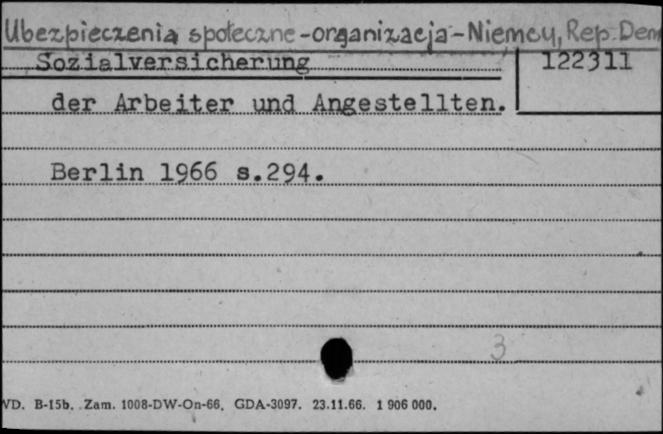 Ubezpieczenia społeczne-organizacja-Niemcy, Rep. Dem
Sozialversicherung 122311
der Arbeiter und Angestellten.
Berlin 1966 s.294.
3
WD. B-15b. Zam. 1008-DW-On-66. GDA-3097. 23.11.66. 1 906 000.